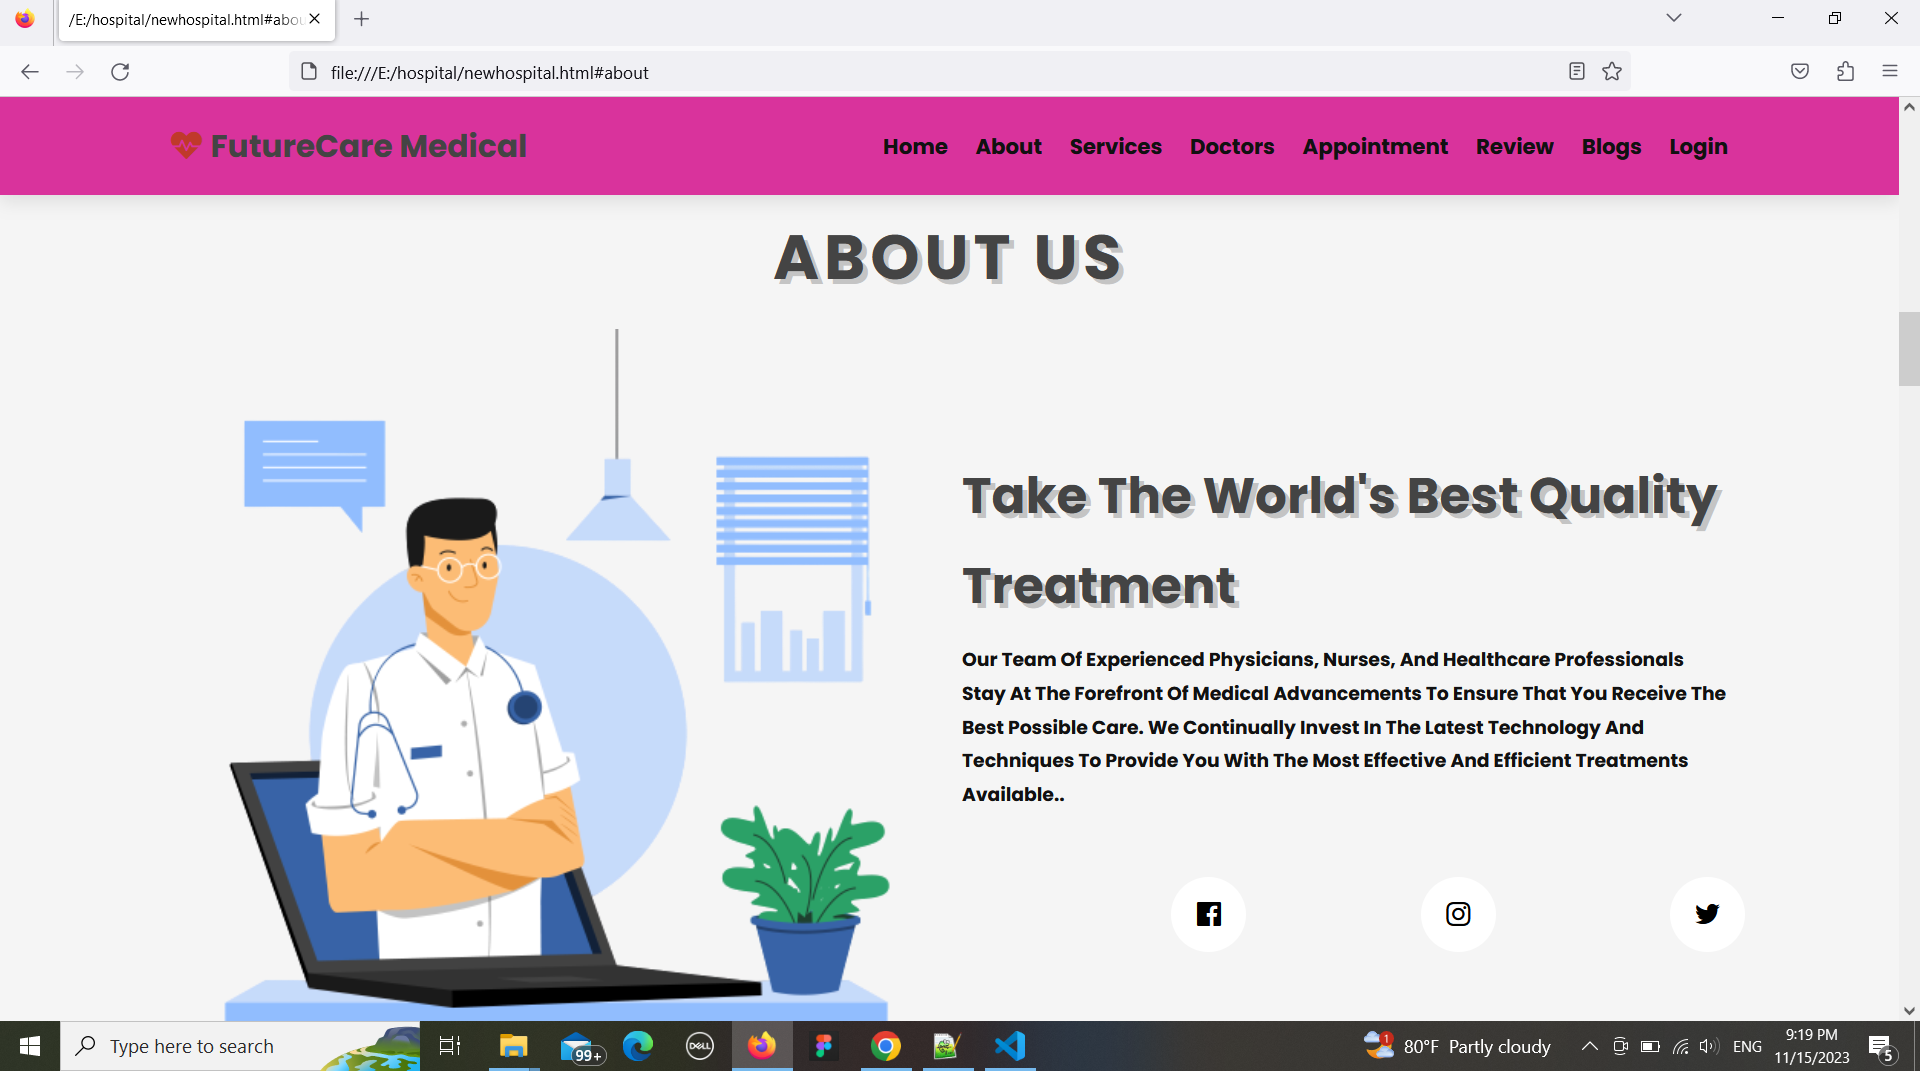 /E:/hospital/newhospital.html#abou
file:///E:/hospital/newhospital.html#about
FutureCare Medical
Home About Services Doctors Appointment Review Blogs Login
ABOUT US
Take The World's Best Quality
Treatment
Our Team Of Experienced Physicians, Nurses, And Healthcare Professionals
Stay At The Forefront Of Medical Advancements To Ensure That You Receive The
Best Possible Care. We Continually Invest In The Latest Technology And
Techniques To Provide You With The Most Effective And Efficient Treatments
Available..
Type here to search
99+
DELL
1
80°F Partly cloudy
ENG
9:19 PM
11/15/2023
5